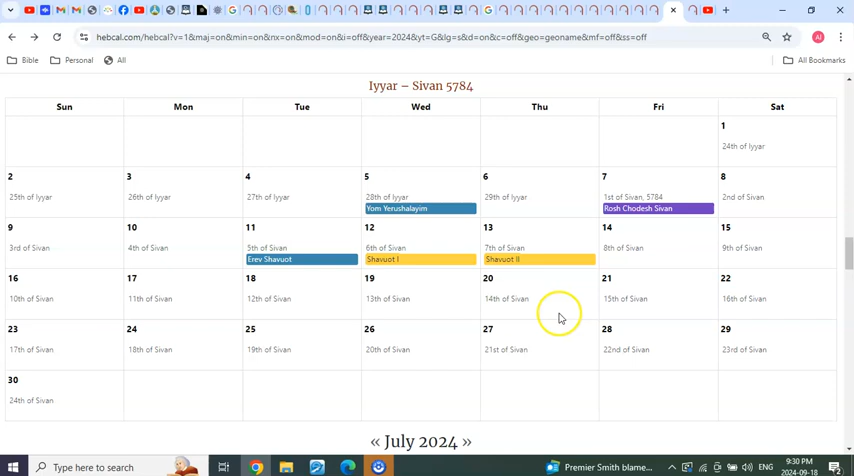 hebcal.com/hebcal?v=1&maj=on&min=on&nx=on&mod=on&i=off&year=2024&yt=G&lg=s&d=on&c=off&geo=geoname&mf=off&ss=off
AI
Bible
Personal
All
All Bookmarks
Iyyar – Sivan 5784
Sun Mon Tue Wed Thu Fri Sat
1
24th of Iyyar
2 3 4 5 6 7 8
25th of Iyyar 26th of Iyyar 27th of Iyyar 28th of Iyyar 29th of Iyyar 1st of Sivan, 5784 2nd of Sivan
Yom Yerushalayim Rosh Chodesh Sivan
9 10 11 12 13 14 15
3rd of Sivan 4th of Sivan 5th of Sivan 6th of Sivan 7th of Sivan 8th of Sivan 9th of Sivan
Erev Shavuot Shavuot I Shavuot II
16 17 18 19 20 21 22
10th of Sivan 11th of Sivan 12th of Sivan 13th of Sivan 14th of Sivan 15th of Sivan 16th of Sivan
23 24 25 26 27 28 29
17th of Sivan 18th of Sivan 19th of Sivan 20th of Sivan 21st of Sivan 22nd of Sivan 23rd of Sivan
30
24th of Sivan
« July 2024 »
Type here to search
Premier Smith blame...
ENG
9:30 PM
2024-09-18
2